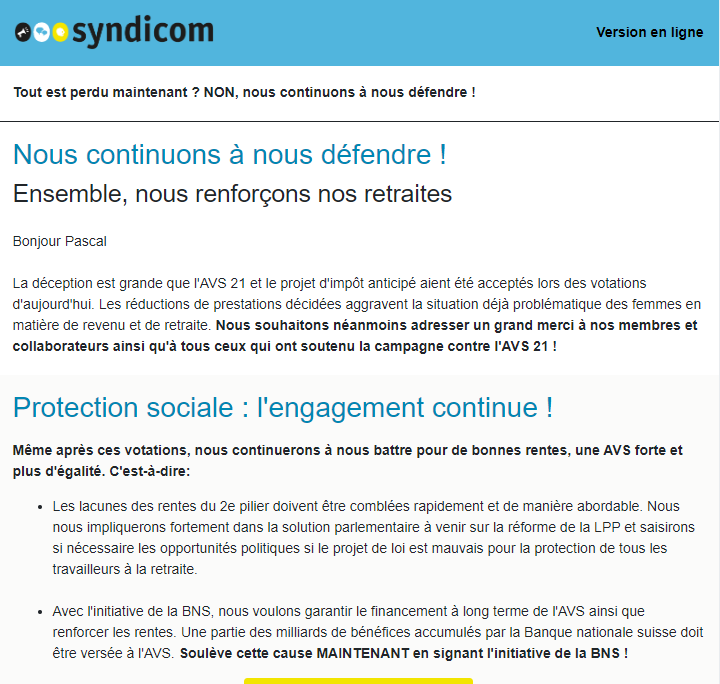 syndicom
Version en ligne
Tout est perdu maintenant ? NON, nous continuons à nous défendre !
Nous continuons à nous défendre !
Ensemble, nous renforçons nos retraites
Bonjour Pascal
La déception est grande que l'AVS 21 et le projet d'impôt anticipé aient été acceptés lors des votations
d'aujourd'hui. Les réductions de prestations décidées aggravent la situation déjà problématique des femmes en
matière de revenu et de retraite. Nous souhaitons néanmoins adresser un grand merci à nos membres et
collaborateurs ainsi qu'à tous ceux qui ont soutenu la campagne contre l'AVS 21 !
Protection sociale : l'engagement continue !
Même après ces votations, nous continuerons à nous battre pour de bonnes rentes, une AVS forte et
plus d'égalité. C'est-à-dire:
• Les lacunes des rentes du 2e pilier doivent être comblées rapidement et de manière abordable. Nous
nous impliquerons fortement dans la solution parlementaire à venir sur la réforme de la LPP et saisirons
si nécessaire les opportunités politiques si le projet de loi est mauvais pour la protection de tous les
travailleurs à la retraite.
• Avec l'initiative de la BNS, nous voulons garantir le financement à long terme de l'AVS ainsi que
renforcer les rentes. Une partie des milliards de bénéfices accumulés par la Banque nationale suisse doit
être versée à l'AVS. Soulève cette cause MAINTENANT en signant l'initiative de la BNS !